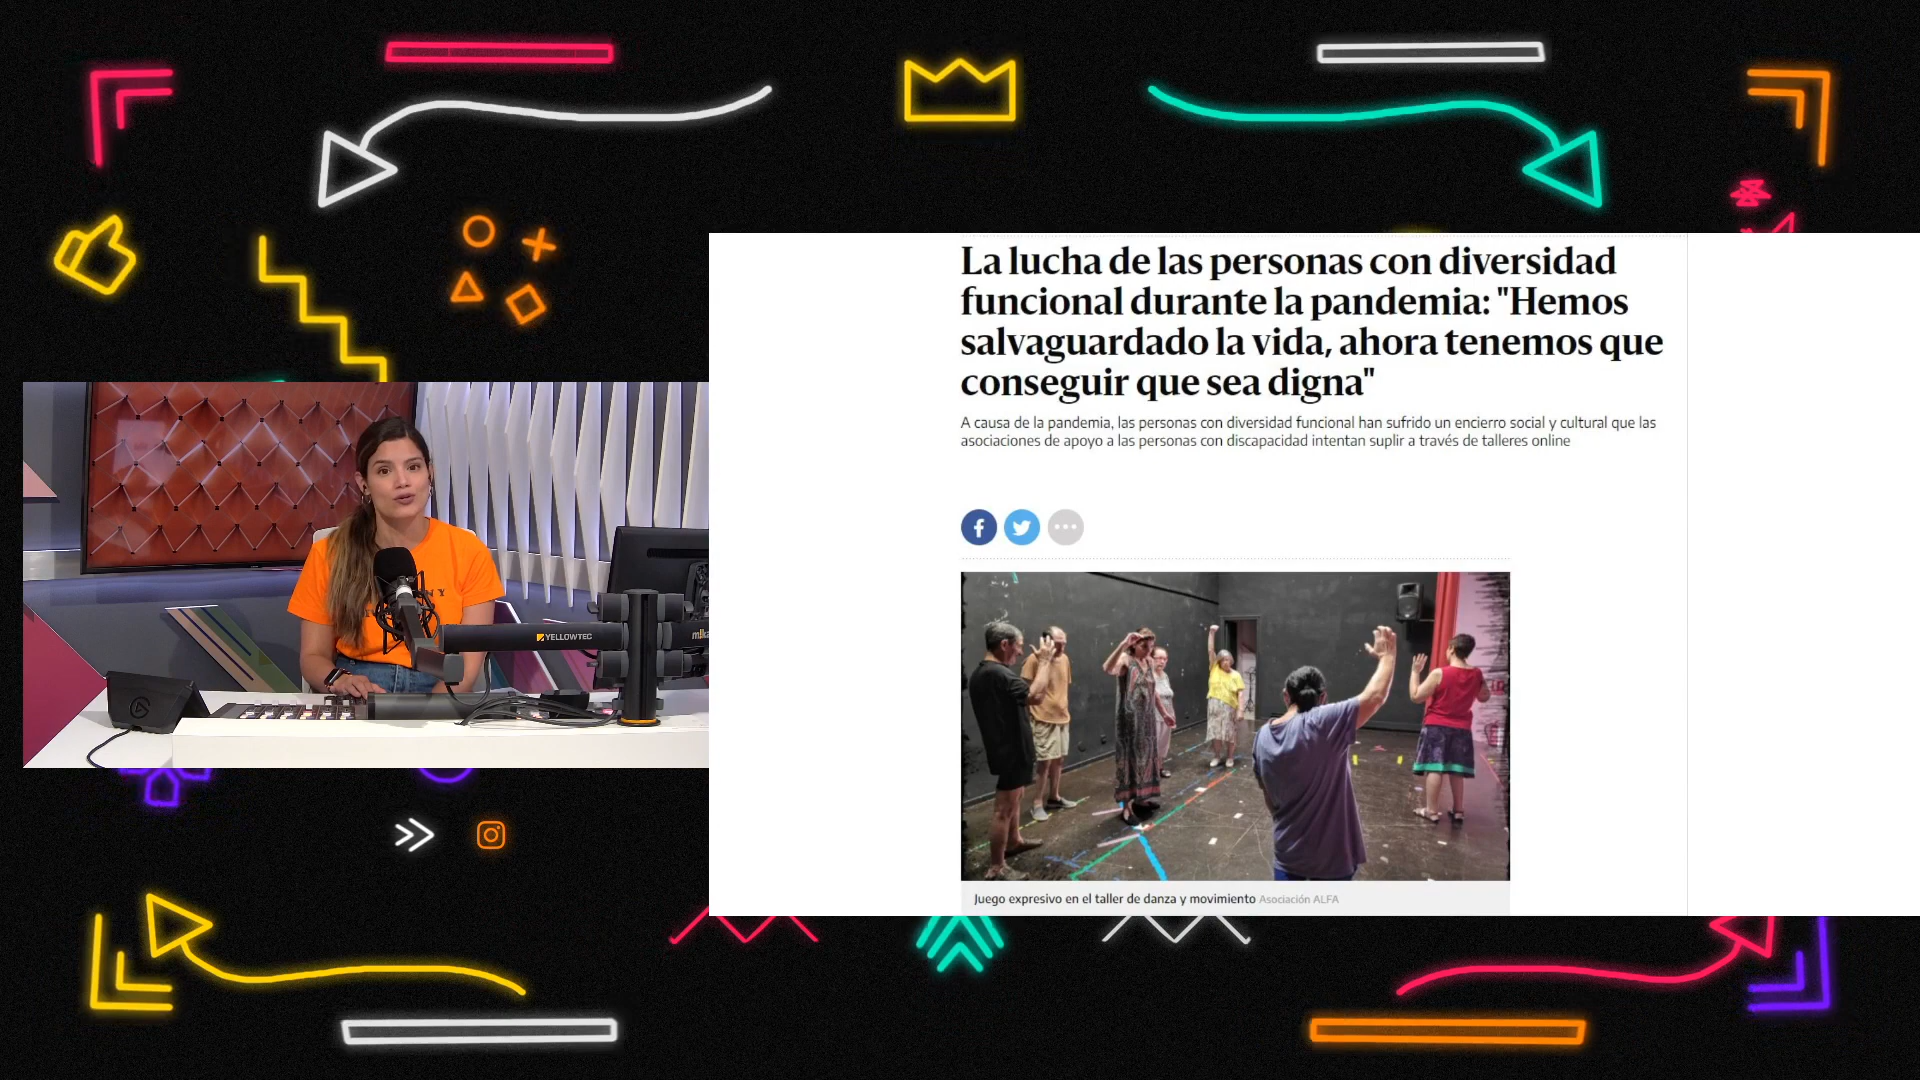 La lucha de las personas con diversidad
funcional durante la pandemia: "Hemos
salvaguardado la vida, ahora tenemos que
conseguir que sea digna"
A causa de la pandemia, las personas con diversidad funcional han sufrido un encierro social y cultural que las
asociaciones de apoyo a las personas con discapacidad intentan suplir a través de talleres online
YELLOWTEC
Juego expresivo en el taller de danza y movimiento Asociación ALFA